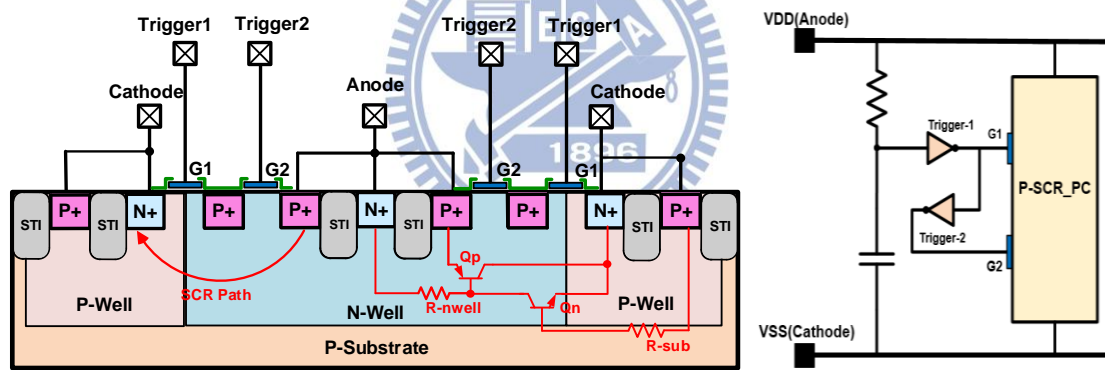 Trigger1 Trigger2 Trigger2 Trigger1
Cathode Anode Cathode
1896
G1 G2 G2 G1
STI P+ STI N+ P+ P+ STI N+ STI P+ P+ N+ STI P+ STI
SCR Path
Qp
R-nwell
Qn
R-sub
P-Well N-Well P-Well
P-Substrate
VDD(Anode)
Trigger-1
G1
P-SCR_PC
Trigger-2
G2
VSS(Cathode)